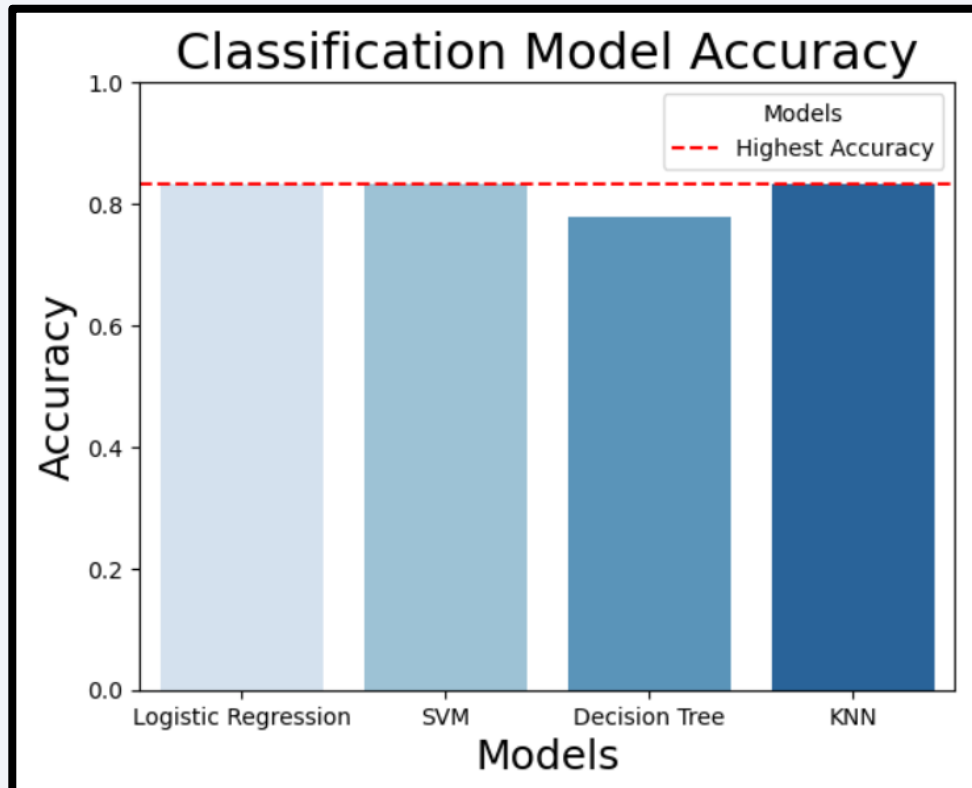 Classification Model Accuracy
Models
Highest Accuracy
1.0
0.8
0.6
0.4
0.2
0.0
Accuracy
Logistic Regression SVM Decision Tree KNN
Models